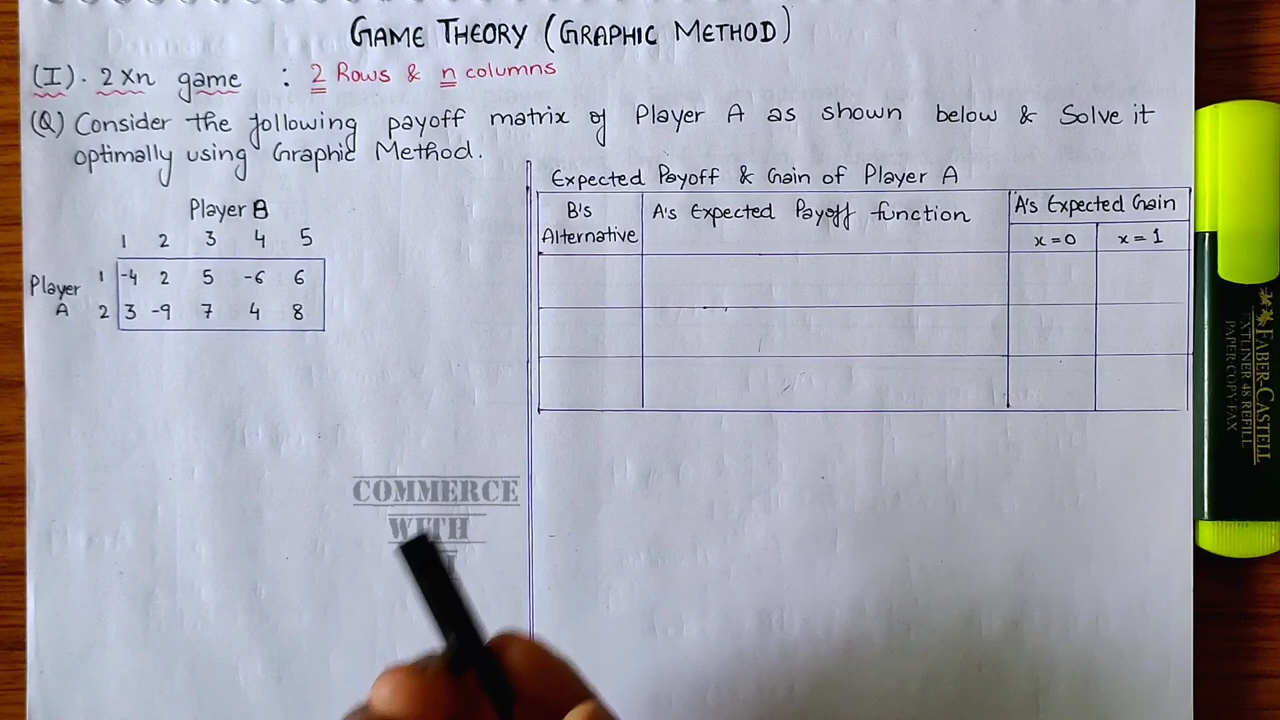 GAME THEORY (GRAPHIC METHOD)
(I). 2 Xn game : 2 Rows & n columns
(Q) Consider the following payoff matrix of Player A as shown below & Solve it
optimally using Graphic Method.
Expected Payoff & Gain of Player A
Player B
1 2 3 4 5
Player 1 -4 2 5 -6 6
A 2 3 -9 7 4 8
B's Alternative
A's Expected Payoff function
A's Expected Gain
x=0 x=1
COMMERCE
WITH
FABER-CASTELL
TEXTLINER 48 REFILL
PAPER COPY FAX